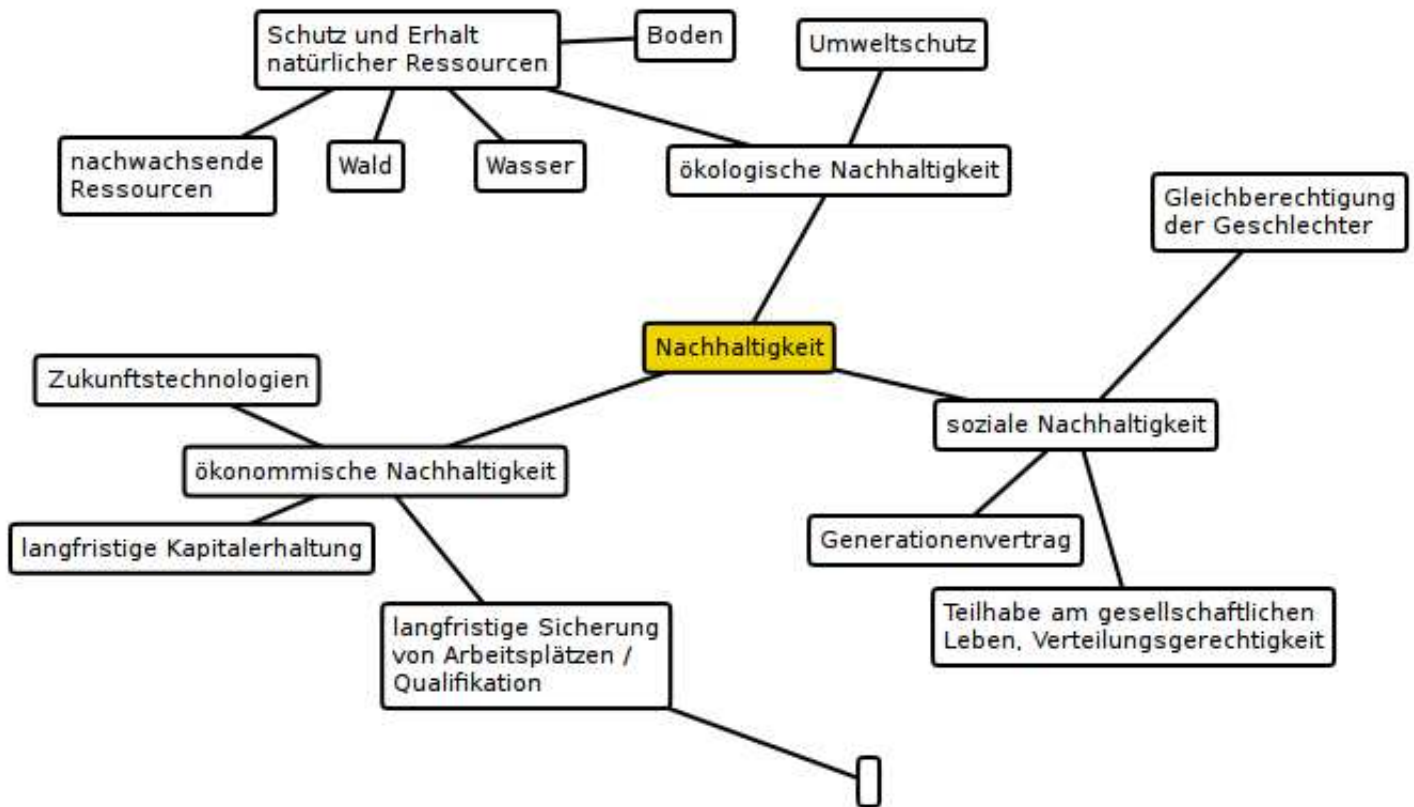 Schutz und Erhalt
natürlicher Ressourcen
Boden
Umweltschutz
nachwachsende
Ressourcen
Wald
Wasser
ökologische Nachhaltigkeit
Gleichberechtigung
der Geschlechter
Nachhaltigkeit
Zukunftstechnologien
soziale Nachhaltigkeit
ökonommische Nachhaltigkeit
langfristige Kapitalerhaltung
Generationenvertrag
langfristige Sicherung
von Arbeitsplätzen /
Qualifikation
Teilhabe am gesellschaftlichen
Leben, Verteilungsgerechtigkeit